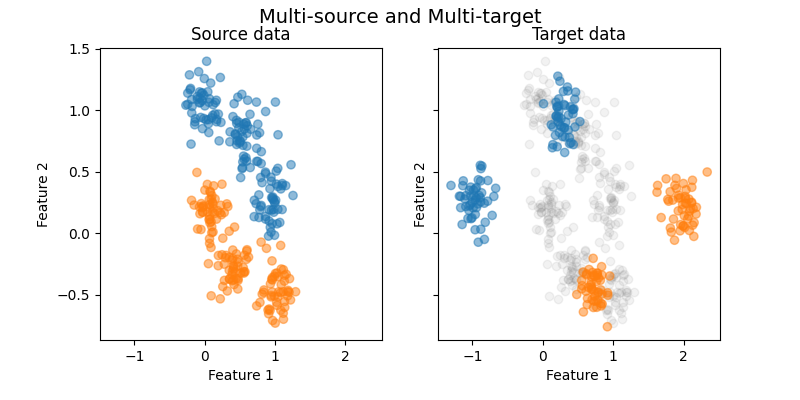 Multi-source and Multi-target
Source data
Target data
1.5
1.0
0.5
0.0
−0.5
Feature 2
Feature 2
−1
0
1
2
−1
0
1
2
Feature 1
Feature 1